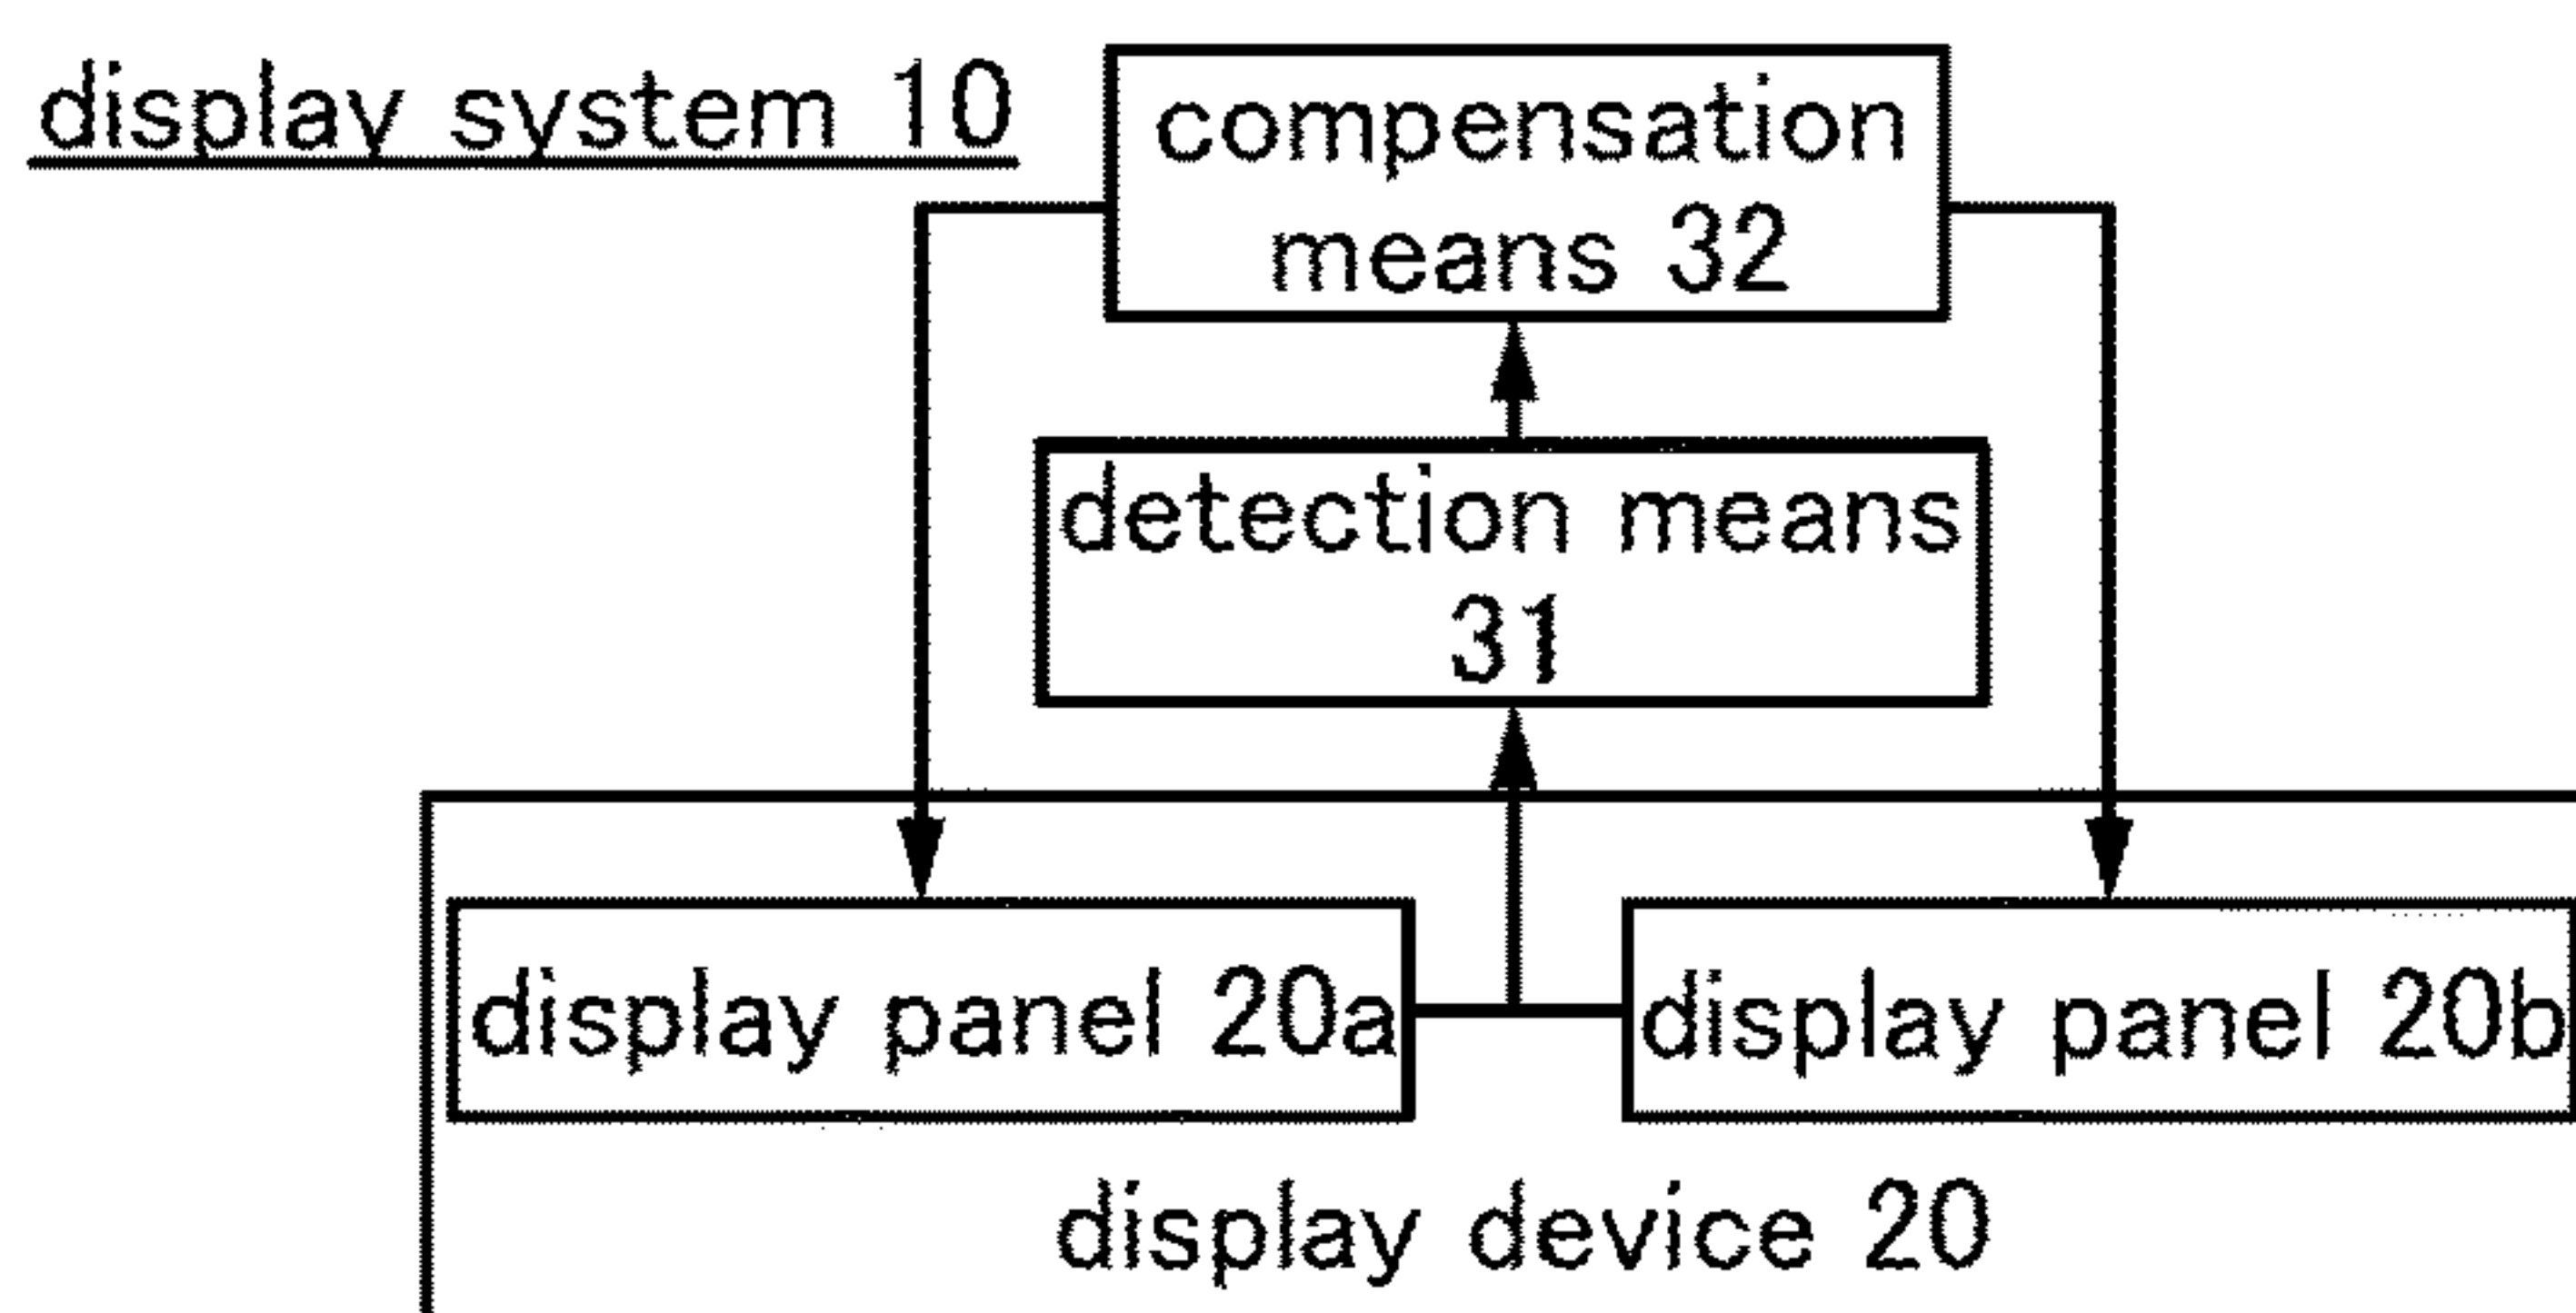 display system 10
compensation
means 32
detection means
31
display panel 20a
display panel 20b
display device 20